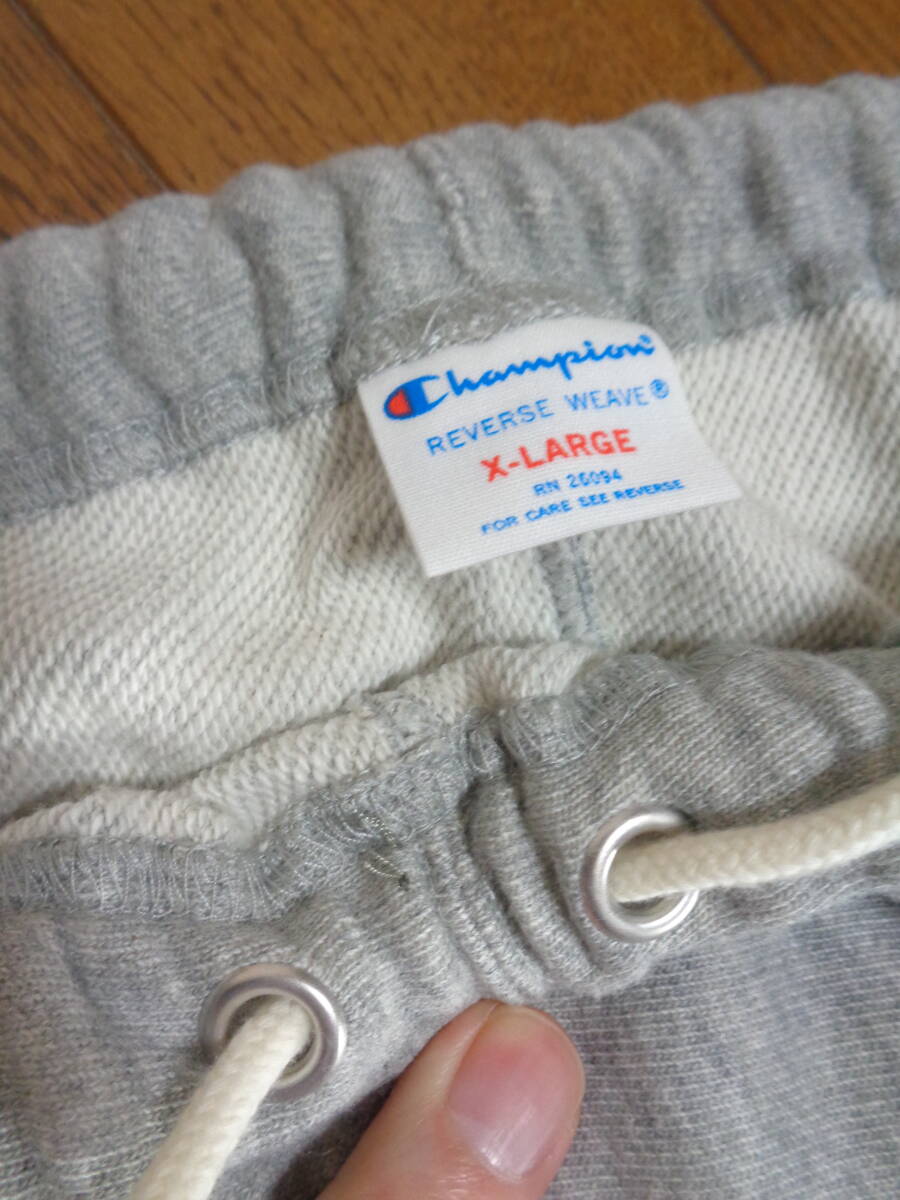 Champion®
REVERSE WEAVE®
X-LARGE
RN 26094
FOR CARE SEE REVERSE